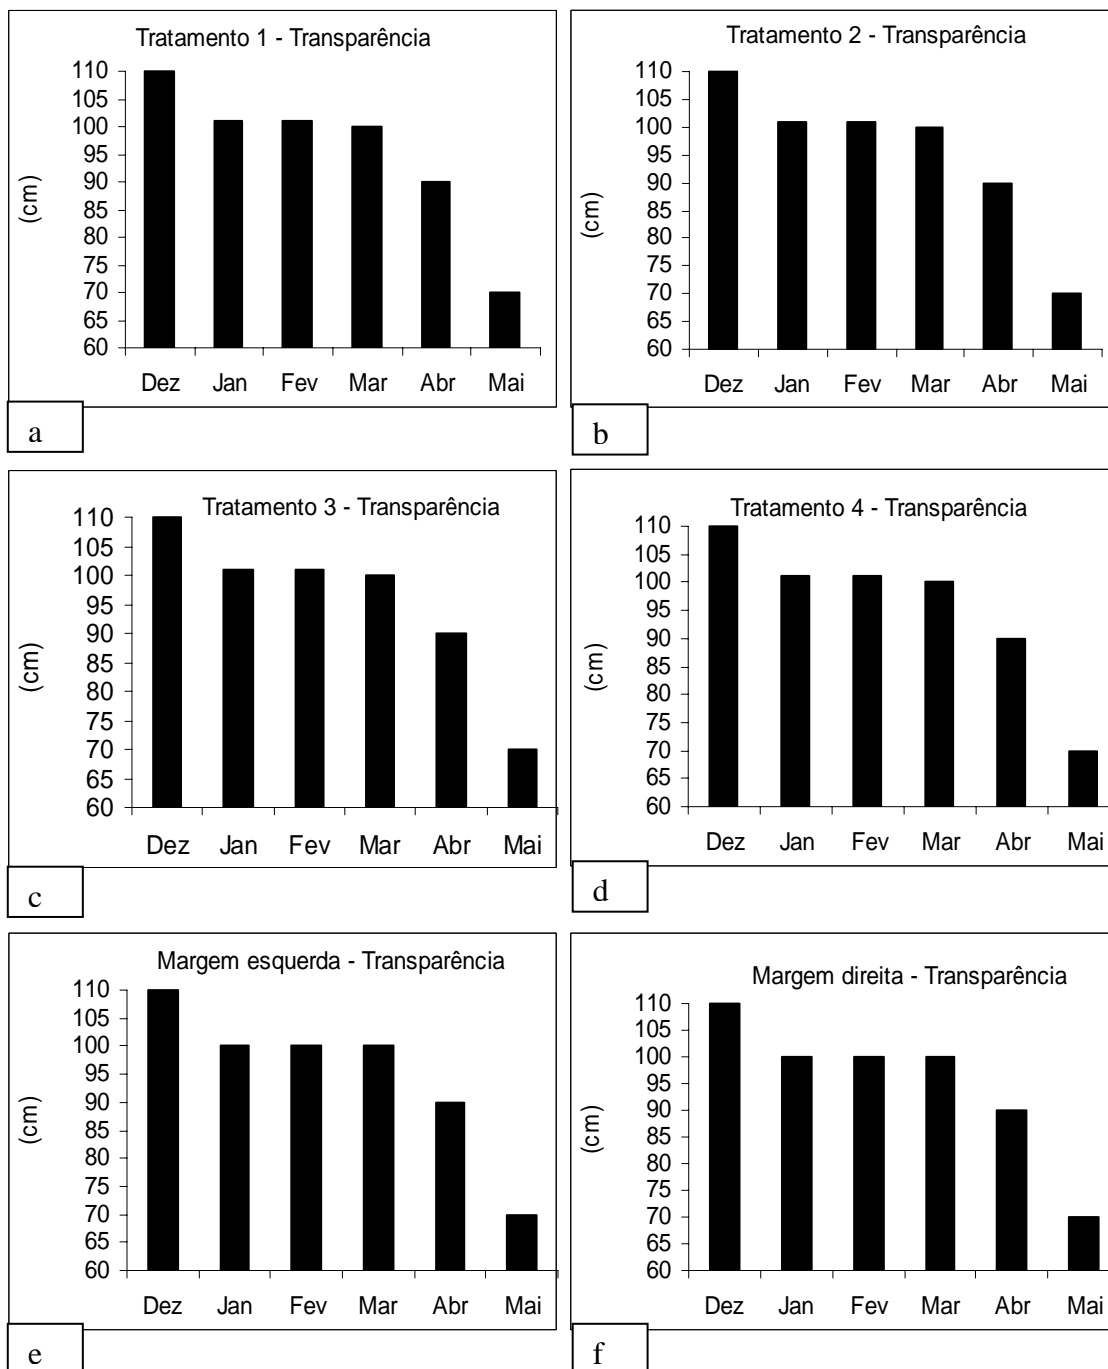 Tratamento 1 - Transparência
110
105
100
95
90
85
80
75
70
65
60
(cm)
Dez Jan Fev Mar Abr Mai
a
Tratamento 2 - Transparência
110
105
100
95
90
85
80
75
70
65
60
(cm)
Dez Jan Fev Mar Abr Mai
b
Tratamento 3 - Transparência
110
105
100
95
90
85
80
75
70
65
60
(cm)
Dez Jan Fev Mar Abr Mai
c
Tratamento 4 - Transparência
110
105
100
95
90
85
80
75
70
65
60
(cm)
Dez Jan Fev Mar Abr Mai
d
Margem esquerda - Transparência
110
105
100
95
90
85
80
75
70
65
60
(cm)
Dez Jan Fev Mar Abr Mai
e
Margem direita - Transparência
110
105
100
95
90
85
80
75
70
65
60
(cm)
Dez Jan Fev Mar Abr Mai
f